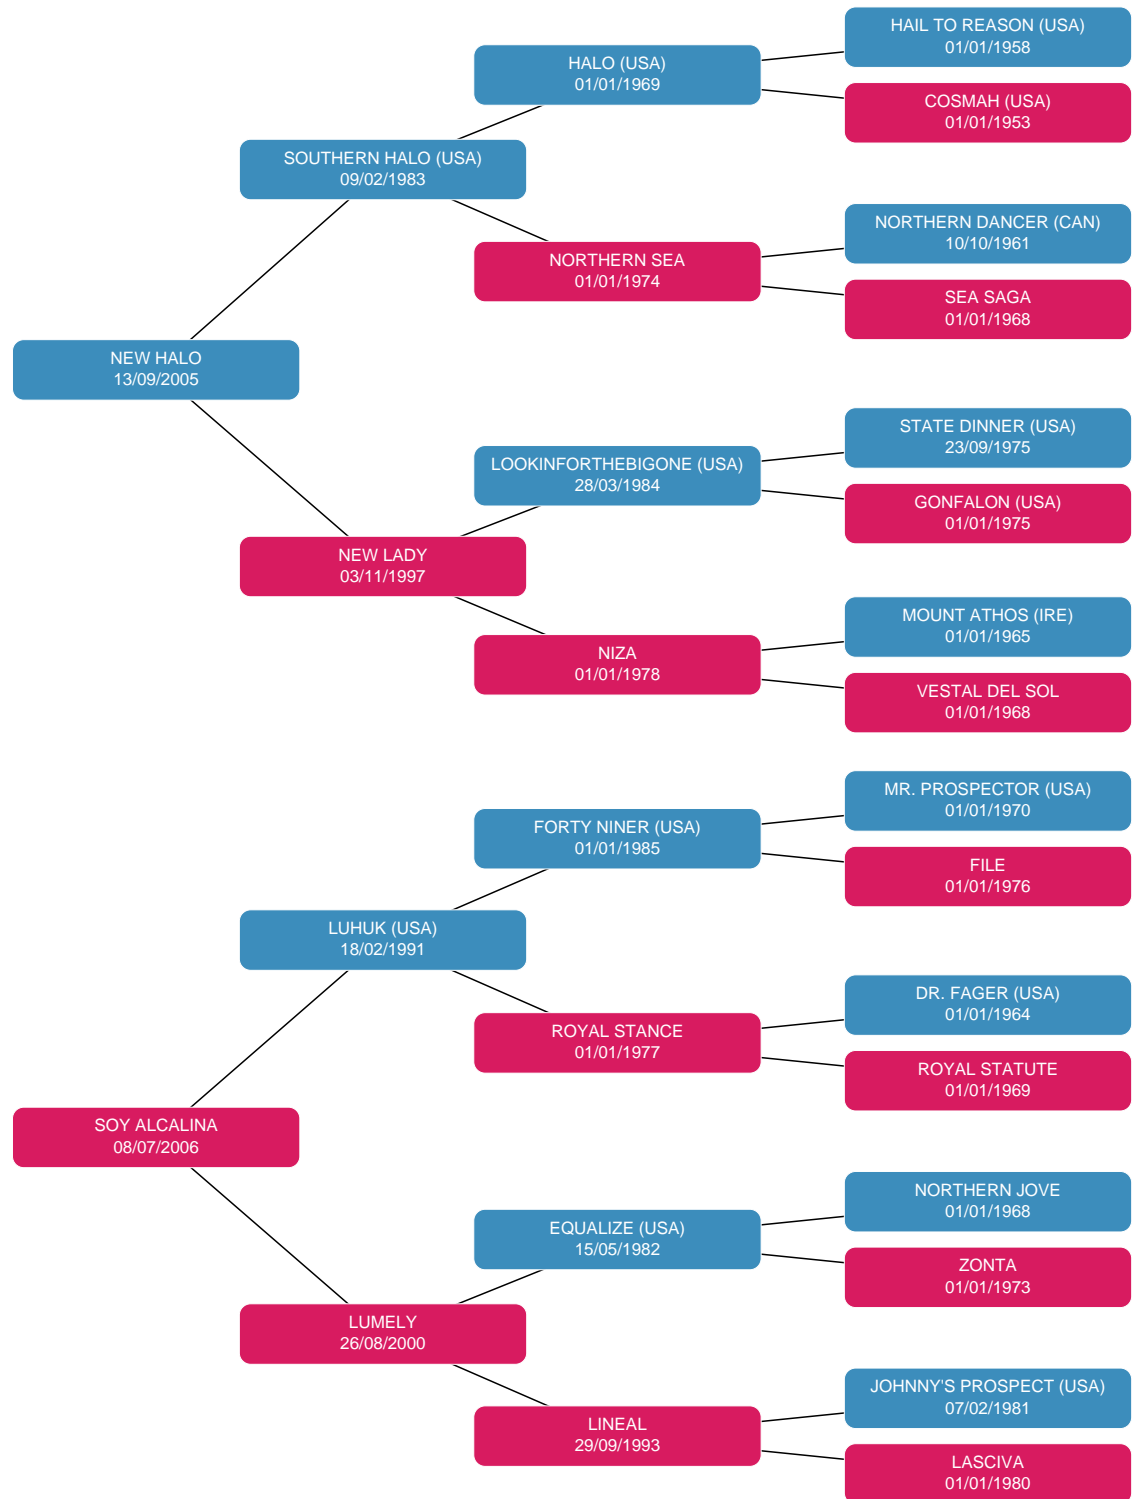 HAIL TO REASON (USA)
01/01/1958
HALO (USA)
01/01/1969
COSMAH (USA)
01/01/1953
SOUTHERN HALO (USA)
09/02/1983
NORTHERN DANCER (CAN)
10/10/1961
NORTHERN SEA
01/01/1974
SEA SAGA
01/01/1968
NEW HALO
13/09/2005
STATE DINNER (USA)
23/09/1975
LOOKINFORTHEBIGONE (USA)
28/03/1984
GONFALON (USA)
01/01/1975
NEW LADY
03/11/1997
MOUNT ATHOS (IRE)
01/01/1965
NIZA
01/01/1978
VESTAL DEL SOL
01/01/1968
MR. PROSPECTOR (USA)
01/01/1970
FORTY NINER (USA)
01/01/1985
FILE
01/01/1976
LUHUK (USA)
18/02/1991
DR. FAGER (USA)
01/01/1964
ROYAL STANCE
01/01/1977
ROYAL STATUTE
01/01/1969
SOY ALCALINA
08/07/2006
NORTHERN JOVE
01/01/1968
EQUALIZE (USA)
15/05/1982
ZONTA
01/01/1973
LUMELY
26/08/2000
JOHNNY'S PROSPECT (USA)
07/02/1981
LINEAL
29/09/1993
LASCIVA
01/01/1980